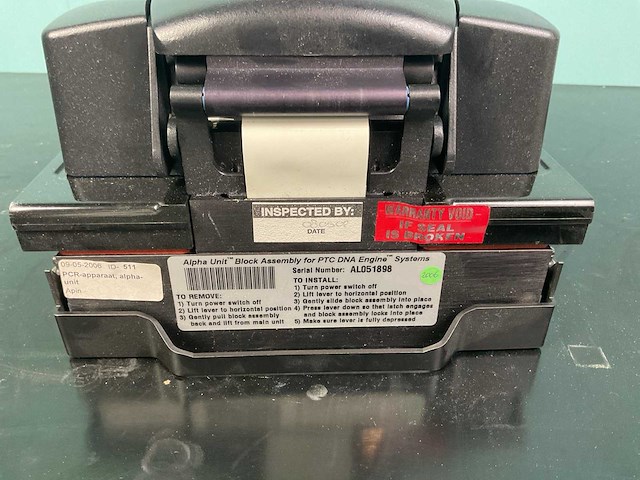 INSPECTED BY:
DATE
WARRANTY VOID
IF SEAL
IS BROKEN
09-05-2006 ID- 511
PCR-apparaat, alpha-
unit
Apin
Alpha Unit™ Block Assembly for PTC DNA Engine™ Systems
Serial Number: AL051898
TO REMOVE:
1) Turn power switch off
2) Lift lever to horizontal position
3) Gently pull block assembly
back and lift from main unit
TO INSTALL:
1) Turn power switch off
2) Lift lever to horizontal position
3) Gently slide block assembly into place
4) Press lever down so that latch engages
and block assembly locks into place
5) Make sure lever is fully depressed